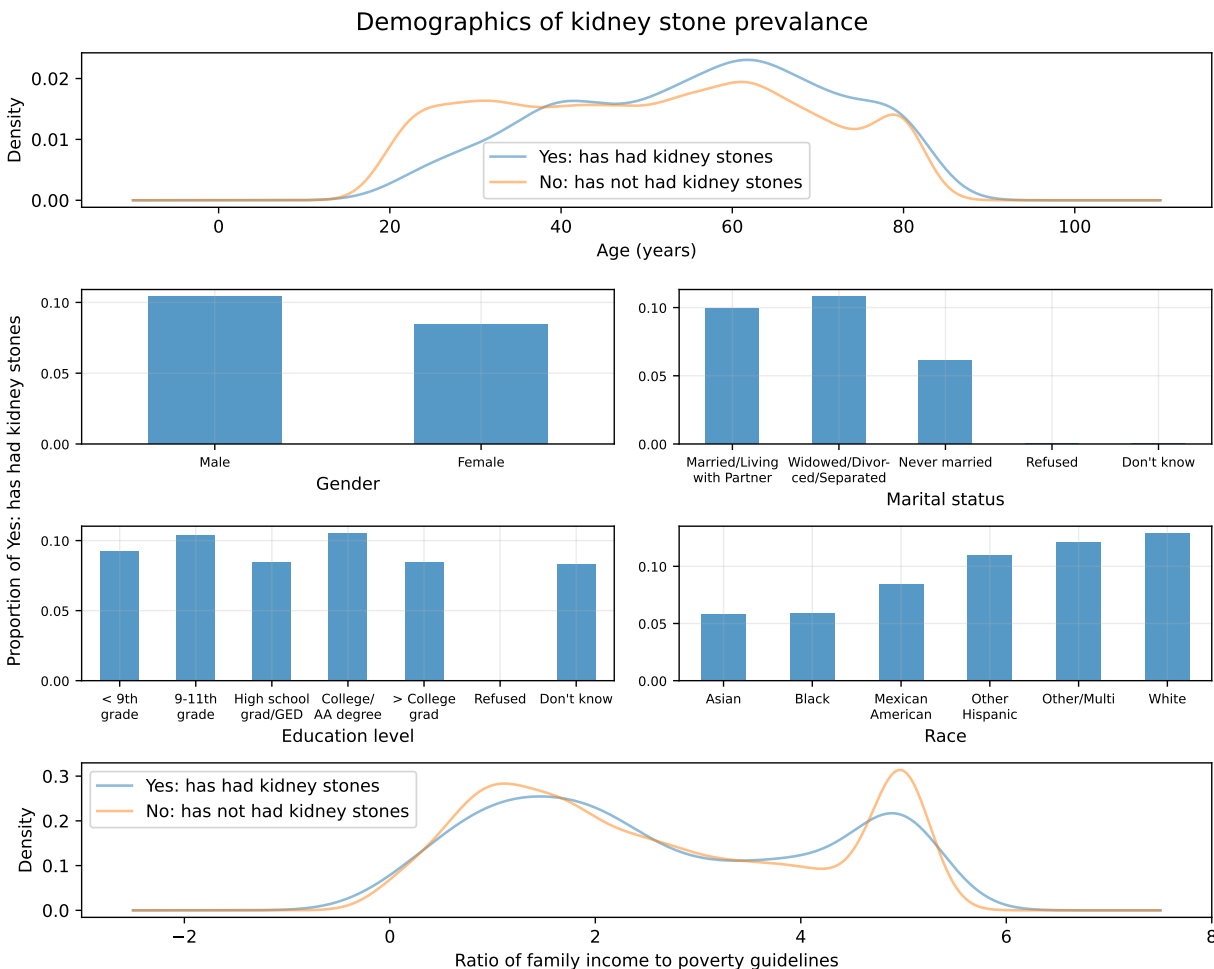 Demographics of kidney stone prevalance
Density
0.02
0.01
0.00
Yes: has had kidney stones
No: has not had kidney stones
0 20 40 60 80 100
Age (years)
Proportion of Yes: has had kidney stones
0.10
0.05
0.00
Male Female
Gender
0.10
0.05
0.00
Married/Living
with Partner
Widowed/Divor-
ced/Separated
Never married
Refused
Don't know
Marital status
0.10
0.05
0.00
< 9th
grade
9-11th
grade
High school
grad/GED
College/
AA degree
> College
grad
Refused
Don't know
Education level
0.10
0.05
0.00
Asian
Black
Mexican
American
Other
Hispanic
Other/Multi
White
Race
Density
0.3
0.2
0.1
0.0
Yes: has had kidney stones
No: has not had kidney stones
−2 0 2 4 6 8
Ratio of family income to poverty guidelines